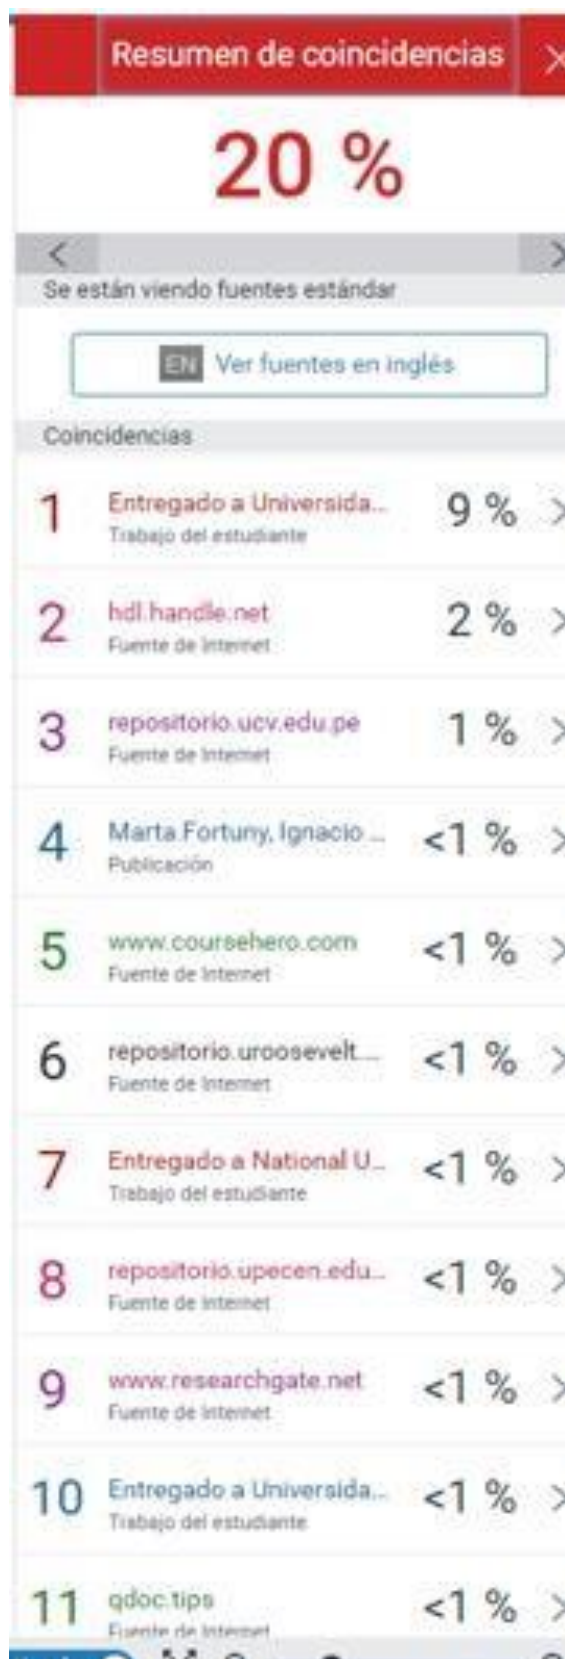 Resumen de coincidencias
20 %
Se están viendo fuentes estándar
EN Ver fuentes en inglés
Coincidencias
1 Entregado a Universida... 9 %
Trabajo del estudiante
2 hdl.handle.net 2 %
Fuente de Internet
3 repositorio.ucv.edu.pe 1 %
Fuente de Internet
4 Marta Fortuny, Ignacio ... <1 %
Publicación
5 www.coursehero.com <1 %
Fuente de Internet
6 repositorio.uroosevelt.... <1 %
Fuente de Internet
7 Entregado a National U... <1 %
Trabajo del estudiante
8 repositorio.upecen.edu... <1 %
Fuente de Internet
9 www.researchgate.net <1 %
Fuente de Internet
10 Entregado a Universida... <1 %
Trabajo del estudiante
11 qdoc.tips <1 %
Fuente de Internet